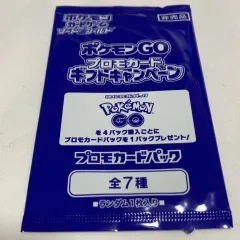 ポケモン
カードゲーム
非売品
ポケモンGO
プロモカード
ギフトキャンペーン
Pokémon
GO
を4パック購入ごとに
プロモカードパックを1パックプレゼント!
プロモカードパック
全7種
ランダム1枚入り